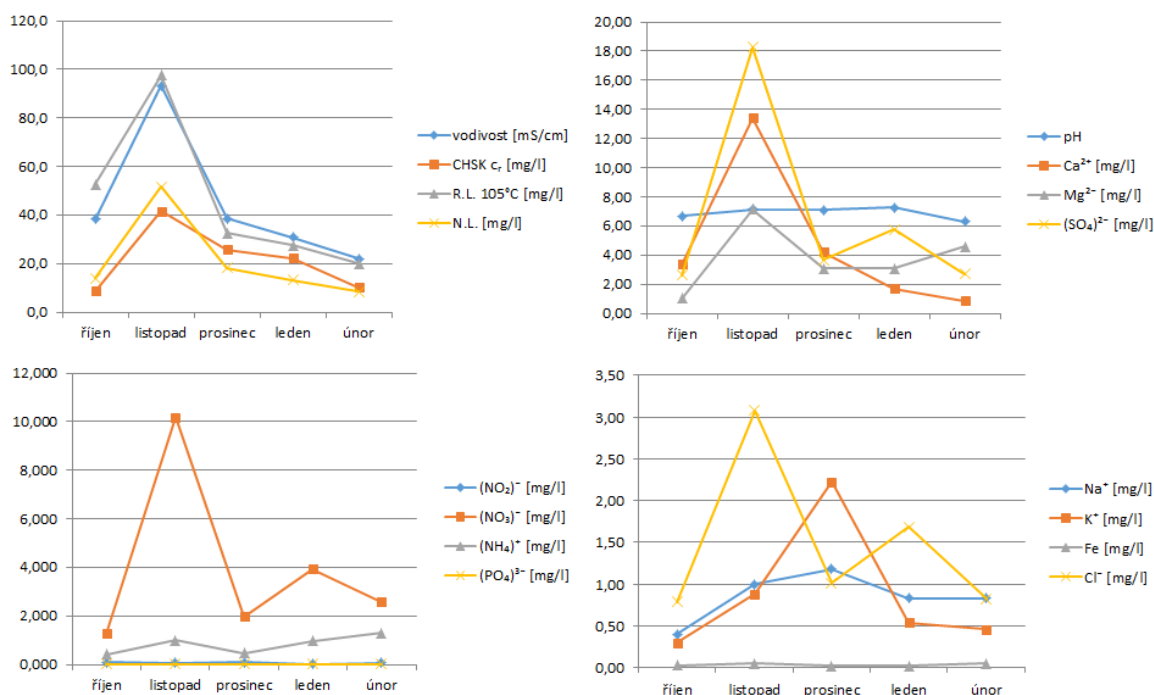 120,0
100,0
80,0
60,0
40,0
20,0
0,0
říjen listopad prosinec leden únor
vodivost [mS/cm]
CHSK cᵣ [mg/l]
R.L. 105°C [mg/l]
N.L. [mg/l]
20,00
18,00
16,00
14,00
12,00
10,00
8,00
6,00
4,00
2,00
0,00
říjen listopad prosinec leden únor
pH
Ca²⁺ [mg/l]
Mg²⁻ [mg/l]
(SO₄)²⁻ [mg/l]
12,000
10,000
8,000
6,000
4,000
2,000
0,000
říjen listopad prosinec leden únor
(NO₂)⁻ [mg/l]
(NO₃)⁻ [mg/l]
(NH₄)⁺ [mg/l]
(PO₄)³⁻ [mg/l]
3,50
3,00
2,50
2,00
1,50
1,00
0,50
0,00
říjen listopad prosinec leden únor
Na⁺ [mg/l]
K⁺ [mg/l]
Fe [mg/l]
Cl⁻ [mg/l]